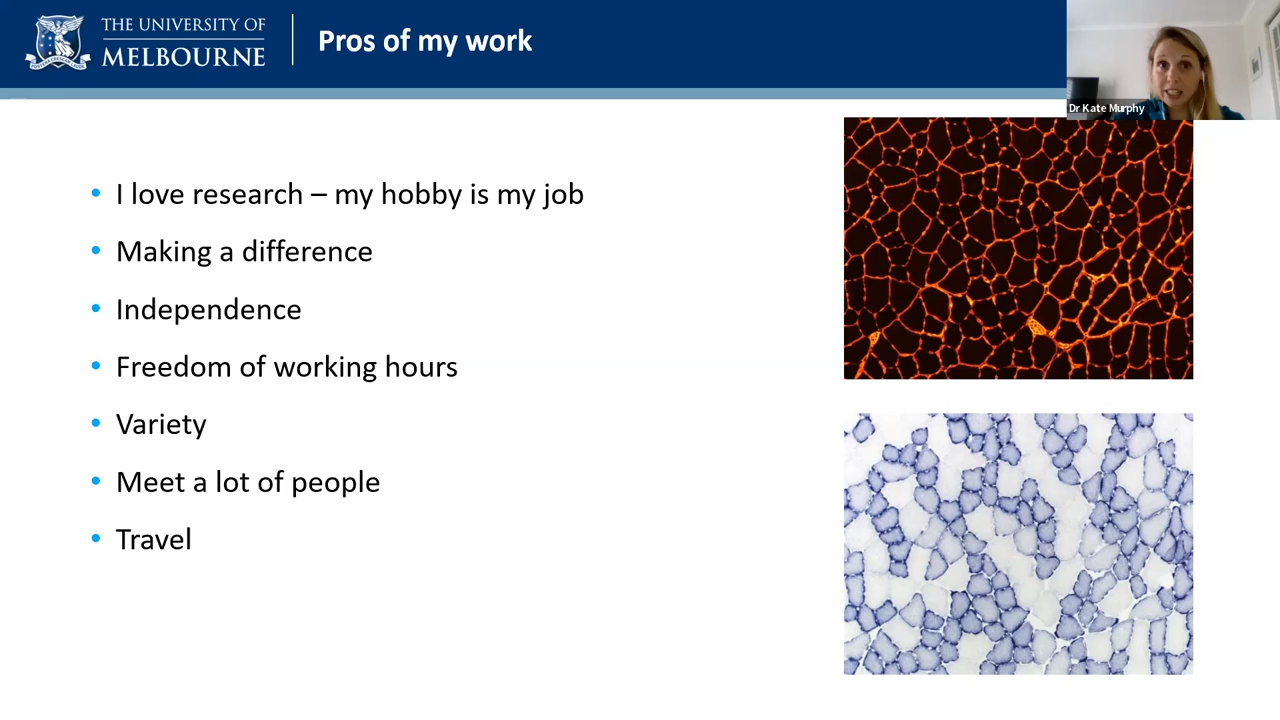 THE UNIVERSITY OF
MELBOURNE
Pros of my work
Dr Kate Murphy
• I love research – my hobby is my job
• Making a difference
• Independence
• Freedom of working hours
• Variety
• Meet a lot of people
• Travel